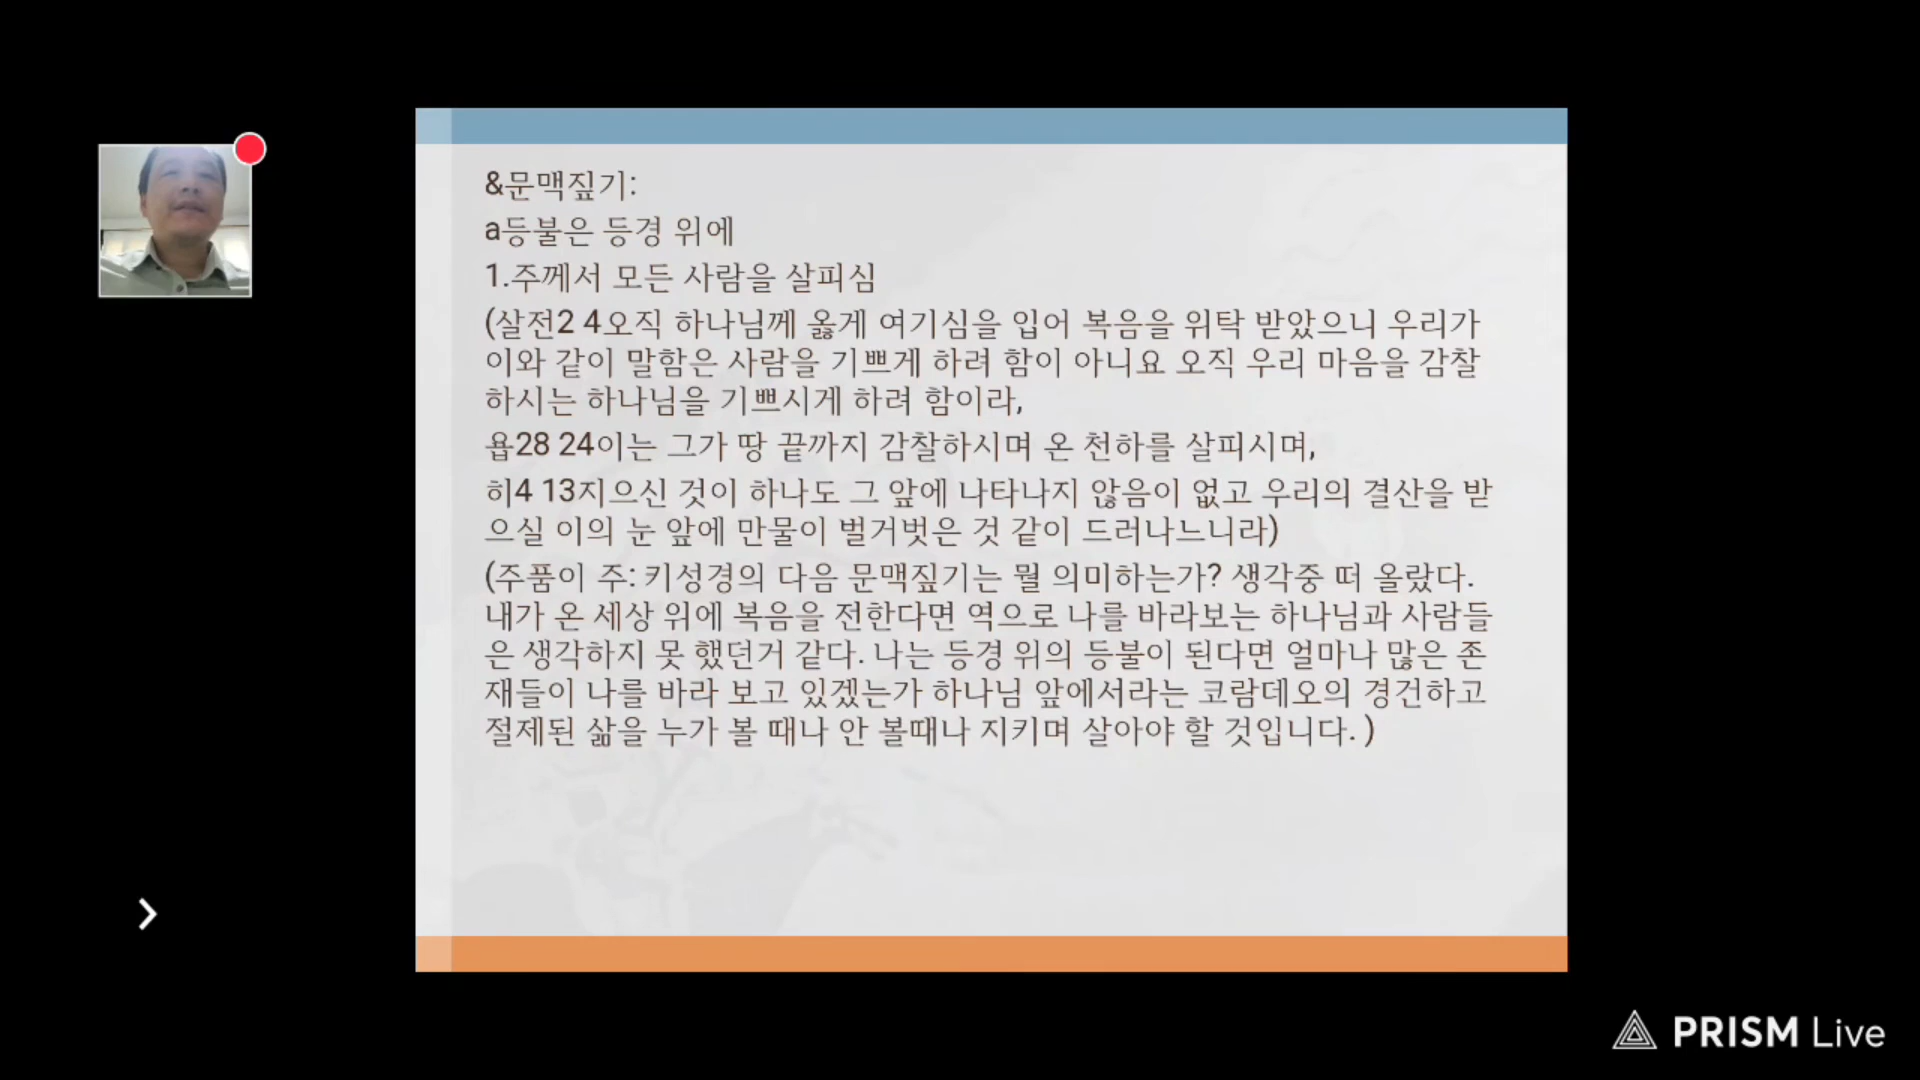 &문맥짚기:
a등불은 등경 위에
1.주께서 모든 사람을 살피심
(살전2 4오직 하나님께 옳게 여기심을 입어 복음을 위탁 받았으니 우리가
이와 같이 말함은 사람을 기쁘게 하려 함이 아니요 오직 우리 마음을 감찰
하시는 하나님을 기쁘시게 하려 함이라,
욥28 24이는 그가 땅 끝까지 감찰하시며 온 천하를 살피시며,
히4 13지으신 것이 하나도 그 앞에 나타나지 않음이 없고 우리의 결산을 받
으실 이의 눈 앞에 만물이 벌거벗은 것 같이 드러나느니라)
(주품이 주: 키성경의 다음 문맥짚기는 뭘 의미하는가? 생각중 떠 올랐다.
내가 온 세상 위에 복음을 전한다면 역으로 나를 바라보는 하나님과 사람들
은 생각하지 못 했던거 같다. 나는 등경 위의 등불이 된다면 얼마나 많은 존
재들이 나를 바라 보고 있겠는가 하나님 앞에서라는 코람데오의 경건하고
절제된 삶을 누가 볼 때나 안 볼때나 지키며 살아야 할 것입니다. )
PRISM Live